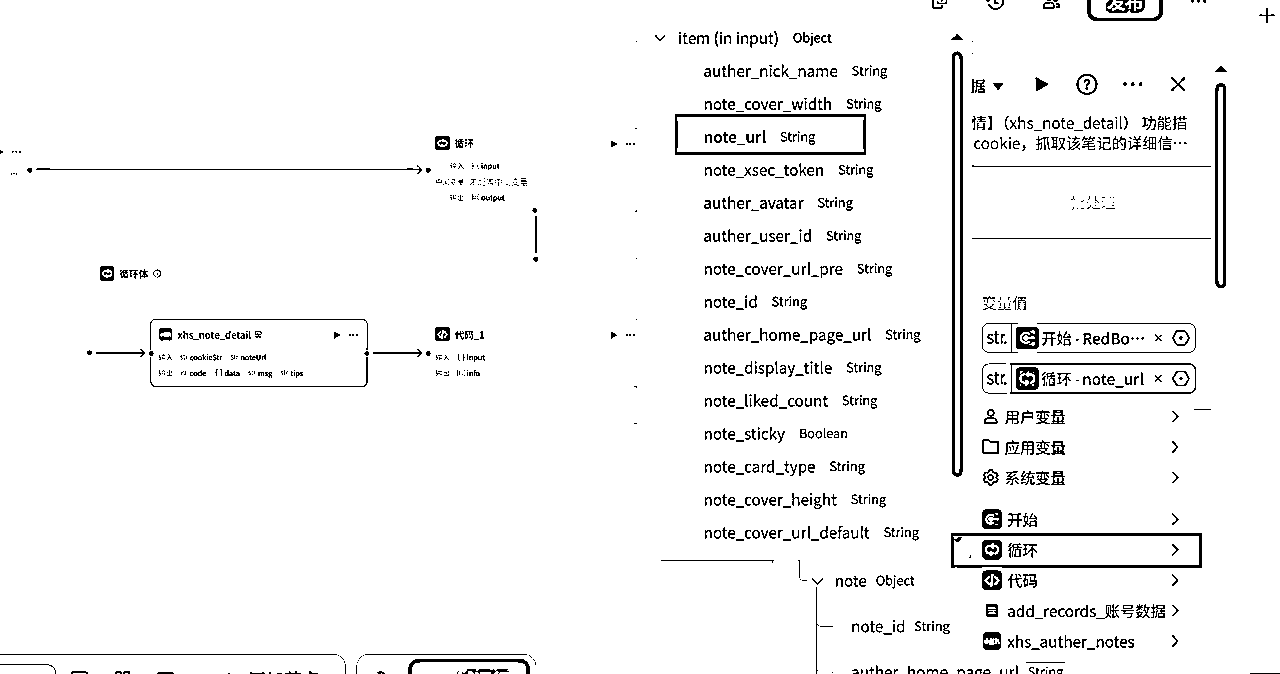 发布
循环
输入 input
输出 output
循环体
xhs_note_detail
输入 cookieStr noteUrl
输出 code data msg tips
代码_1
输入 input
输出 info
item (in input) Object
auther_nick_name String
note_cover_width String
note_url String
note_xsec_token String
auther_avatar String
auther_user_id String
note_cover_url_pre String
note_id String
auther_home_page_url String
note_display_title String
note_liked_count String
note_sticky Boolean
note_card_type String
note_cover_height String
note_cover_url_default String
note Object
note_id String
auther_home_page_url String
据
情】（xhs_note_detail） 功能描
cookie，抓取该笔记的详细信…
批处理
变量值
str. 开始 - RedBo…
str. 循环 - note_url
用户变量
应用变量
系统变量
开始
循环
代码
add_records_账号数据
xhs_auther_notes